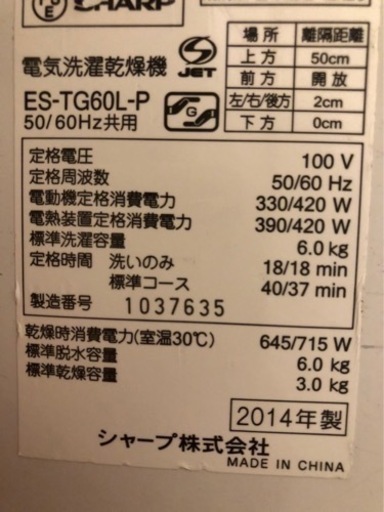 SHARP
電気洗濯乾燥機
JET
ES-TG60L-P
50/60Hz共用
場所 離隔距離
上方 50cm
前方 開放
左/右/後方 2cm
下方 0cm
定格電圧 100 V
定格周波数 50/60 Hz
電動機定格消費電力 330/420 W
電熱装置定格消費電力 390/420 W
標準洗濯容量 6.0 kg
定格時間 洗いのみ 18/18 min
標準コース 40/37 min
製造番号 1037635
乾燥時消費電力(室温30℃) 645/715 W
標準脱水容量 6.0 kg
標準乾燥容量 3.0 kg
2014年製
シャープ株式会社
MADE IN CHINA